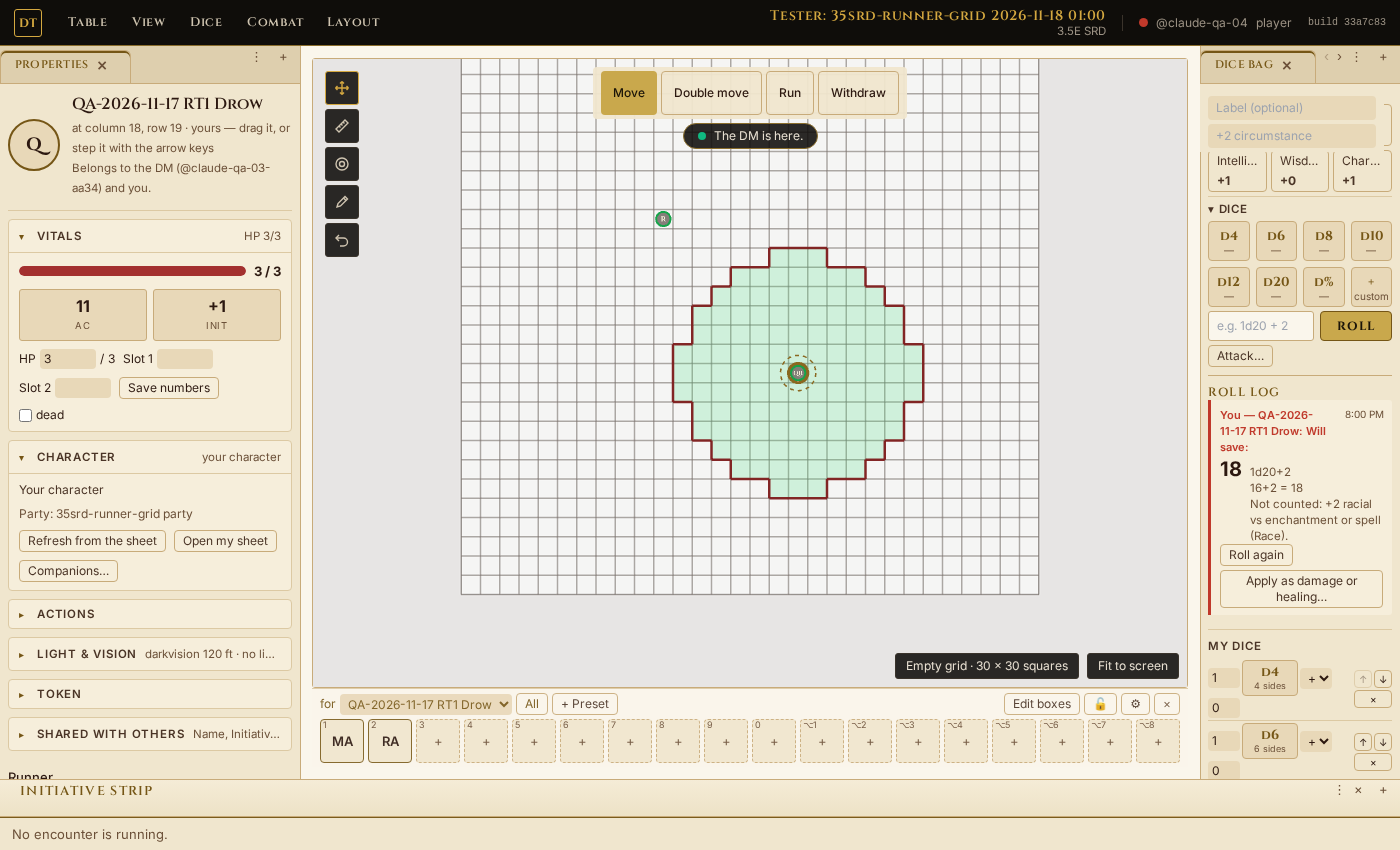 DT
TABLE VIEW DICE COMBAT LAYOUT
TESTER: 35SRD-RUNNER-GRID 2026-11-18 01:00
3.5E SRD
@claude-qa-04 player
build 33a7c83
PROPERTIES ×
Q
QA-2026-11-17 RT1 DROW
at column 18, row 19 · yours — drag it, or
step it with the arrow keys
Belongs to the DM (@claude-qa-03-
aa34) and you.
VITALS HP 3/3
3 / 3
11
AC
+1
INIT
HP 3 / 3 Slot 1
Slot 2 Save numbers
dead
CHARACTER your character
Your character
Party: 35srd-runner-grid party
Refresh from the sheet Open my sheet
Companions…
ACTIONS
LIGHT & VISION darkvision 120 ft · no li…
TOKEN
SHARED WITH OTHERS Name, Initiativ…
Runner
Move Double move Run Withdraw
The DM is here.
R
Empty grid · 30 × 30 squares Fit to screen
for QA-2026-11-17 RT1 Drow All + Preset Edit boxes ×
1 2 3 4 5 6 7 8 9 0 ⌥1 ⌥2 ⌥3 ⌥4 ⌥5 ⌥6 ⌥7 ⌥8
MA RA + + + + + + + + + + + + + + + +
DICE BAG × ‹ › ⋮ +
Label (optional)
+2 circumstance
Intelli… Wisd… Char…
+1 +0 +1
DICE
D4 D6 D8 D10
— — — —
D12 D20 D% +
— — — custom
e.g. 1d20 + 2 ROLL
Attack…
ROLL LOG
You — QA-2026- 8:00 PM
11-17 RT1 Drow: Will
save:
18 1d20+2
16+2 = 18
Not counted: +2 racial
vs enchantment or spell
(Race).
Roll again
Apply as damage or
healing…
MY DICE
1 D4 + ↑ ↓
4 sides
0 ×
1 D6 + ↑ ↓
6 sides
0 ×
INITIATIVE STRIP ⋮ × +
No encounter is running.